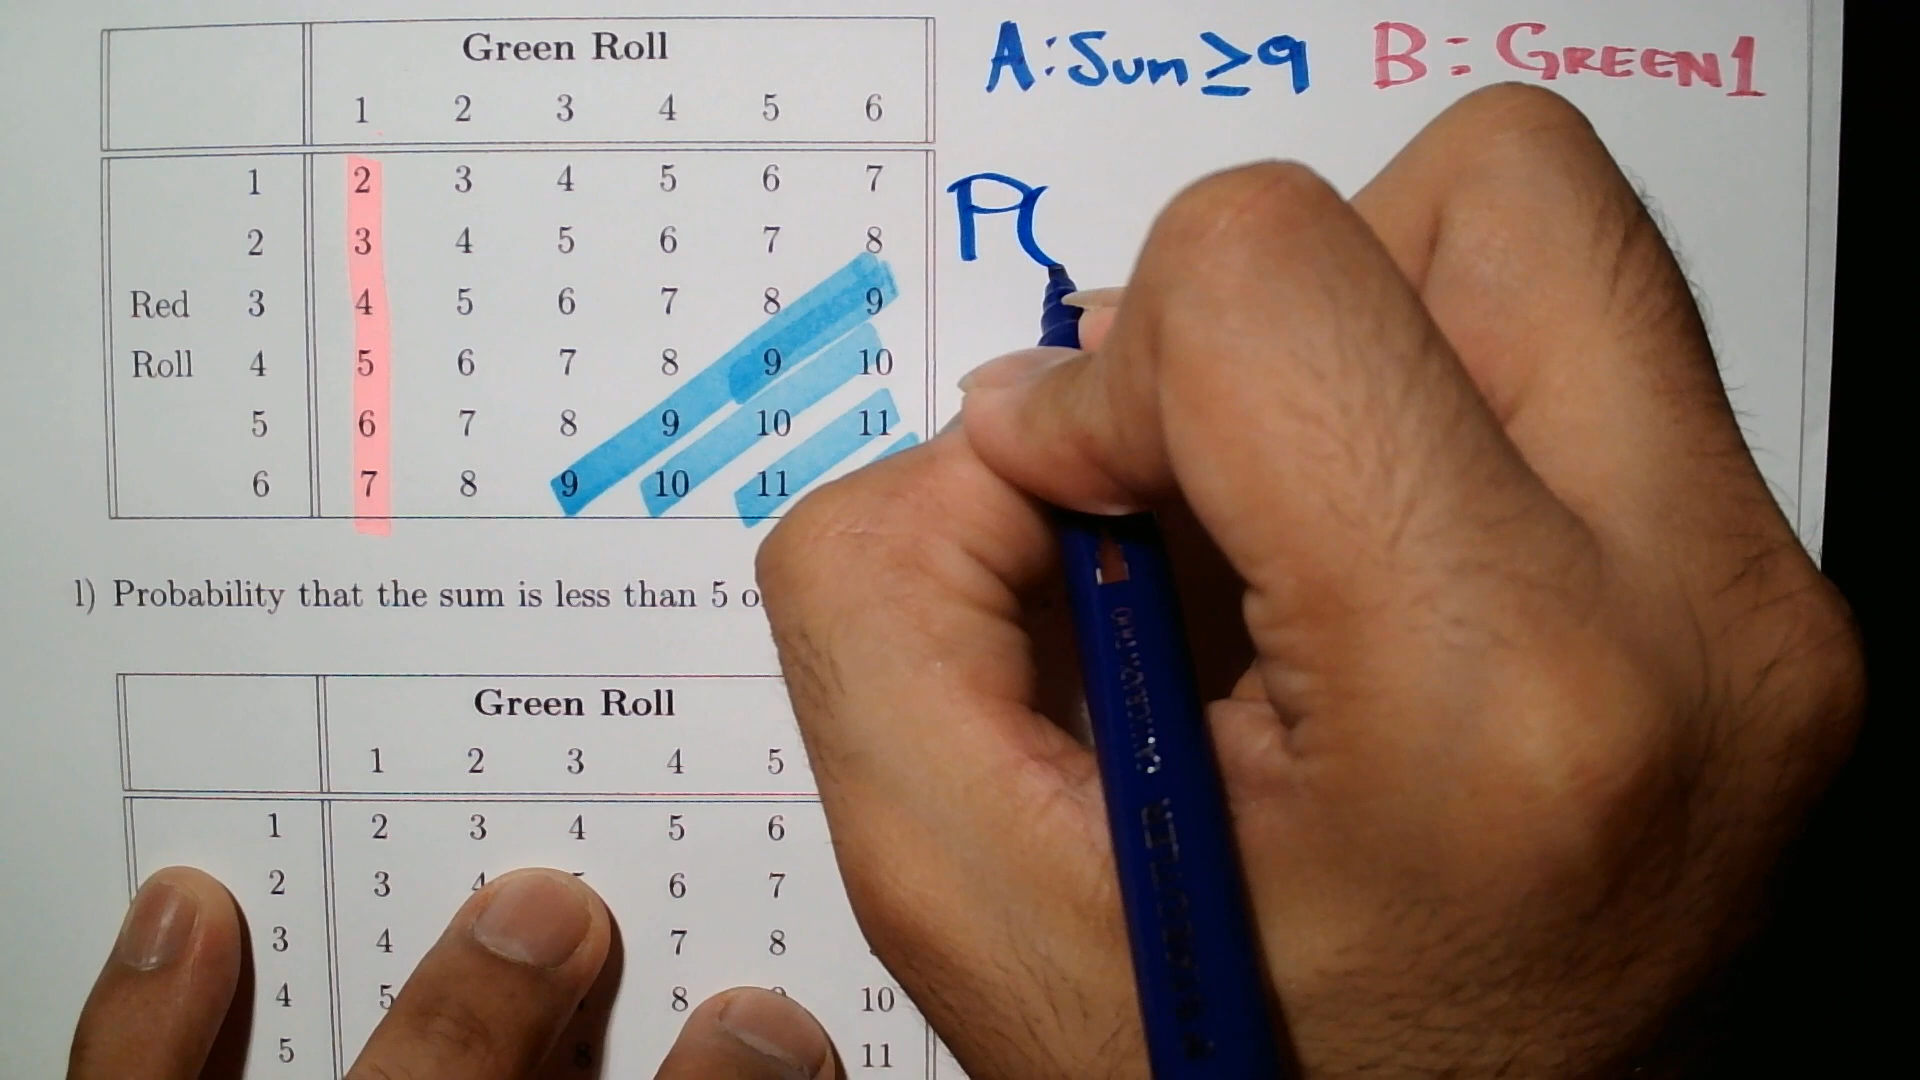 Green Roll
1 2 3 4 5 6
1 2 3 4 5 6 7
2 3 4 5 6 7 8
Red 3 4 5 6 7 8 9
Roll 4 5 6 7 8 9 10
5 6 7 8 9 10 11
6 7 8 9 10 11
A: Sum ≥ 9 B: GREEN 1
P(
l) Probability that the sum is less than 5
Green Roll
1 2 3 4 5
1 2 3 4 5 6
2 3 4 6 7
3 4 7 8
4 5 8 10
5 8 11
STAEDTLER